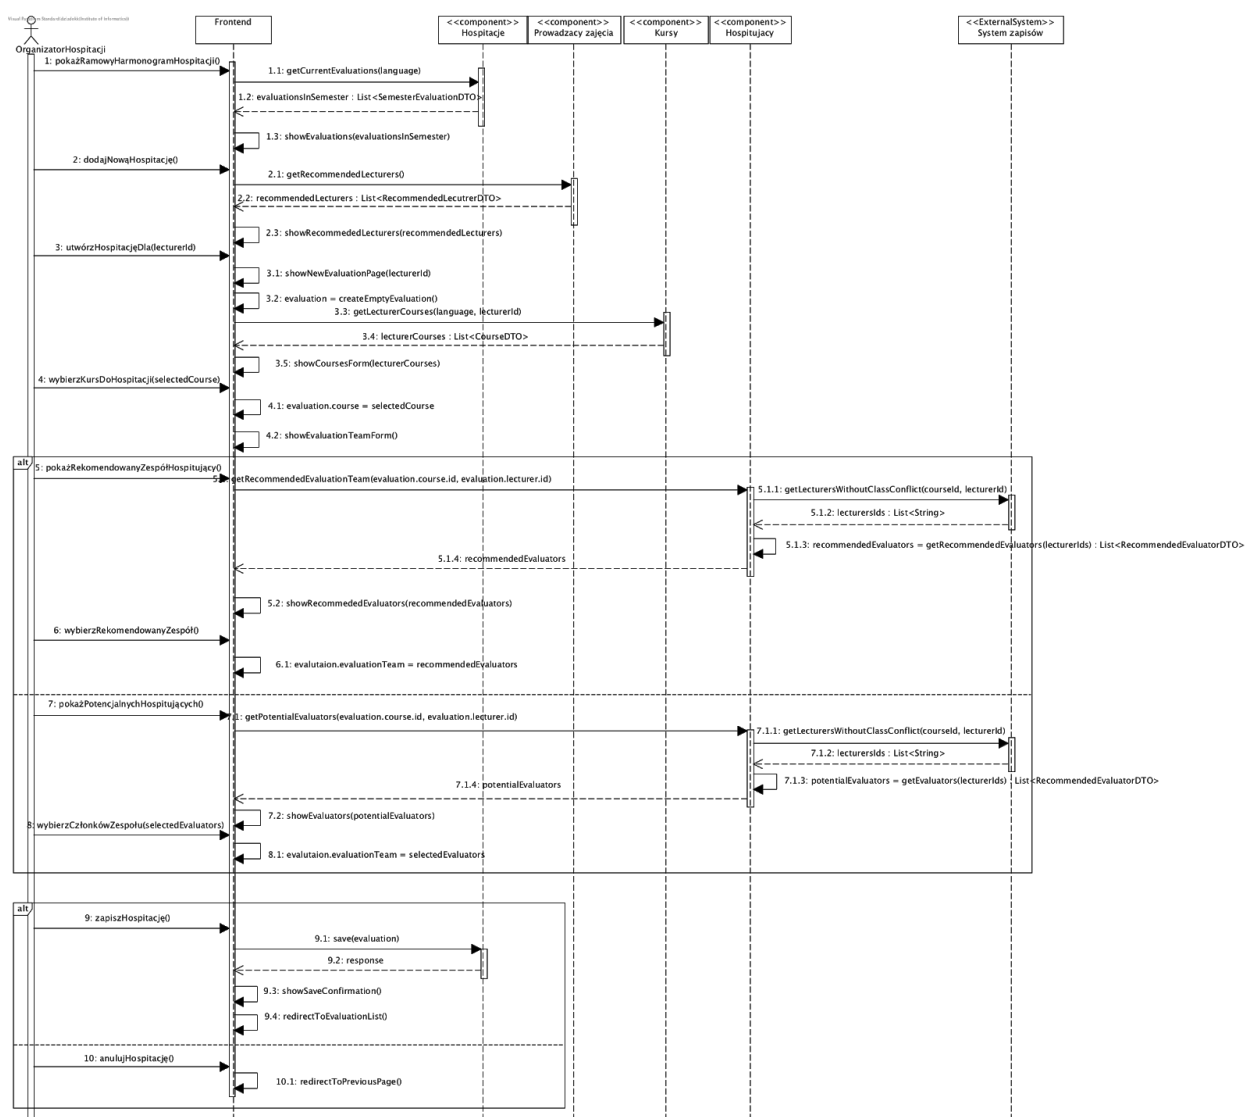 Frontend
<<component>>
Hospitacje
<<component>>
Prowadzacy zajęcia
<<component>>
Kursy
<<component>>
Hospitujacy
<<ExternalSystem>>
System zapisów
OrganizatorHospitacji
1: pokażRamowyHarmonogramHospitacji()
1.1: getCurrentEvaluations(language)
1.2: evaluationsInSemester : List<SemesterEvaluationDTO>
1.3: showEvaluations(evaluationsInSemester)
2: dodajNowąHospitację()
2.1: getRecommendedLecturers()
2.2: recommendedLecturers : List<RecommendedLecutrerDTO>
2.3: showRecommededLecturers(recommendedLecturers)
3: utwórzHospitacjęDla(lecturerId)
3.1: showNewEvaluationPage(lecturerId)
3.2: evaluation = createEmptyEvaluation()
3.3: getLecturerCourses(language, lecturerId)
3.4: lecturerCourses : List<CourseDTO>
3.5: showCoursesForm(lecturerCourses)
4: wybierzKursDoHospitacji(selectedCourse)
4.1: evaluation.course = selectedCourse
4.2: showEvaluationTeamForm()
alt
5: pokażRekomendowanyZespółHospitujący()
getRecommendedEvaluationTeam(evaluation.course.id, evaluation.lecturer.id)
5.1.1: getLecturersWithoutClassConflict(courseId, lecturerId)
5.1.2: lecturersIds : List<String>
5.1.3: recommendedEvaluators = getRecommendedEvaluators(lecturerIds) : List<RecommendedEvaluatorDTO>
5.1.4: recommendedEvaluators
5.2: showRecommededEvaluators(recommendedEvaluators)
6: wybierzRekomendowanyZespół()
6.1: evalutaion.evaluationTeam = recommendedEvaluators
7: pokażPotencjalnychHospitujących()
7.1: getPotentialEvaluators(evaluation.course.id, evaluation.lecturer.id)
7.1.1: getLecturersWithoutClassConflict(courseId, lecturerId)
7.1.2: lecturersIds : List<String>
7.1.3: potentialEvaluators = getEvaluators(lecturerIds) : List<RecommendedEvaluatorDTO>
7.1.4: potentialEvaluators
7.2: showEvaluators(potentialEvaluators)
8: wybierzCzłonkówZespołu(selectedEvaluators)
8.1: evalutaion.evaluationTeam = selectedEvaluators
alt
9: zapiszHospitację()
9.1: save(evaluation)
9.2: response
9.3: showSaveConfirmation()
9.4: redirectToEvaluationList()
10: anulujHospitację()
10.1: redirectToPreviousPage()